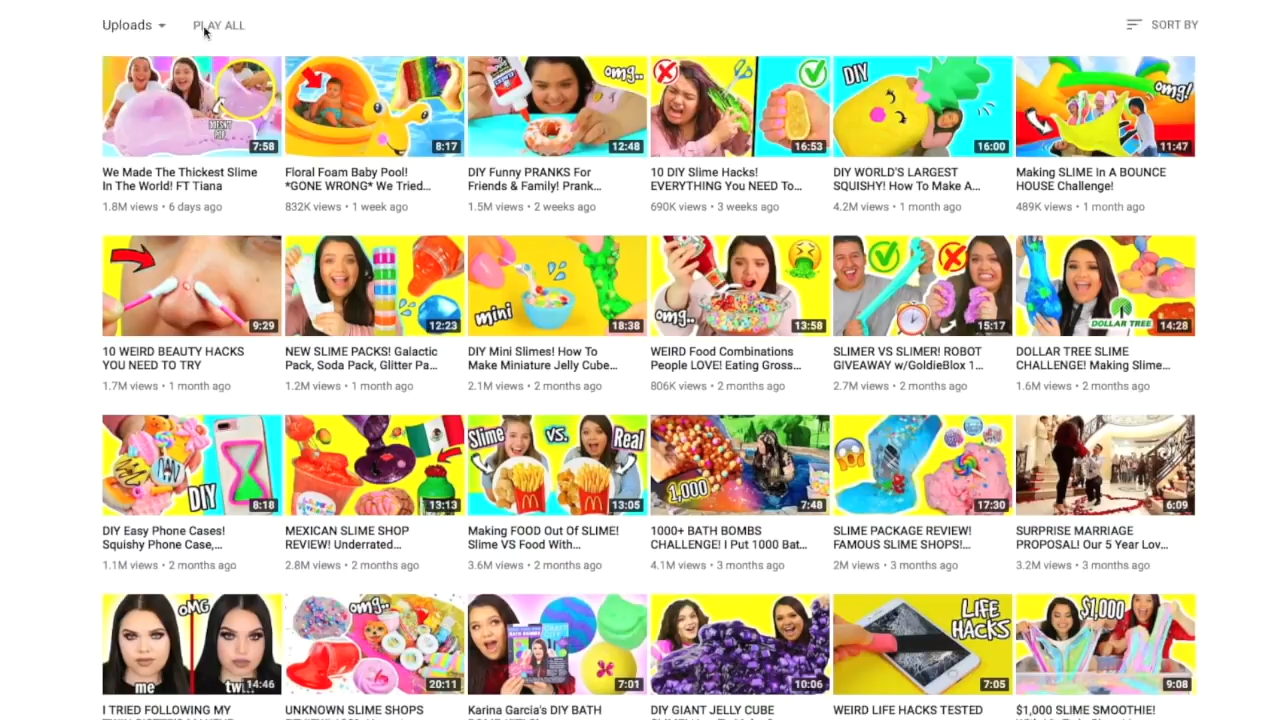 Uploads PLAY ALL SORT BY
DOESN'T
omg..
DIY
omg!
7:58 8:17 12:48 16:53 16:00 11:47
We Made The Thickest Slime
In The World! FT Tiana
1.8M views • 6 days ago
Floral Foam Baby Pool!
*GONE WRONG* We Tried...
832K views • 1 week ago
DIY Funny PRANKS For
Friends & Family! Prank...
1.5M views • 2 weeks ago
10 DIY Slime Hacks!
EVERYTHING You NEED To...
690K views • 3 weeks ago
DIY WORLD'S LARGEST
SQUISHY! How To Make A...
4.2M views • 1 month ago
Making SLIME In A BOUNCE
HOUSE Challenge!
489K views • 1 month ago
mini
omg..
DOLLAR TREE
9:29 12:23 18:38 13:58 15:17 14:28
10 WEIRD BEAUTY HACKS
YOU NEED TO TRY
1.7M views • 1 month ago
NEW SLIME PACKS! Galactic
Pack, Soda Pack, Glitter Pa...
1.2M views • 1 month ago
DIY Mini Slimes! How To
Make Miniature Jelly Cube...
2.1M views • 2 months ago
WEIRD Food Combinations
People LOVE! Eating Gross...
806K views • 2 months ago
SLIMER VS SLIMER! ROBOT
GIVEAWAY w/GoldieBlox 1...
2.7M views • 2 months ago
DOLLAR TREE SLIME
CHALLENGE! Making Slime...
1.6M views • 2 months ago
DIY
Slime VS. Real
1,000
8:18 13:13 13:05 7:48 17:30 6:09
DIY Easy Phone Cases!
Squishy Phone Case,...
1.1M views • 2 months ago
MEXICAN SLIME SHOP
REVIEW! Underrated...
2.8M views • 2 months ago
Making FOOD Out Of SLIME!
Slime VS Food With...
3.6M views • 2 months ago
1000+ BATH BOMBS
CHALLENGE! I Put 1000 Bat...
4.1M views • 3 months ago
SLIME PACKAGE REVIEW!
FAMOUS SLIME SHOPS!...
2M views • 3 months ago
SURPRISE MARRIAGE
PROPOSAL! Our 5 Year Lov...
3.2M views • 3 months ago
OMG
me
omg..
BATH BOMBS
LIFE
HACKS
$1,000
14:46 20:11 7:01 10:06 7:05 9:08
I TRIED FOLLOWING MY
UNKNOWN SLIME SHOPS
Karina Garcia's DIY BATH
DIY GIANT JELLY CUBE
WEIRD LIFE HACKS TESTED
$1,000 SLIME SMOOTHIE!